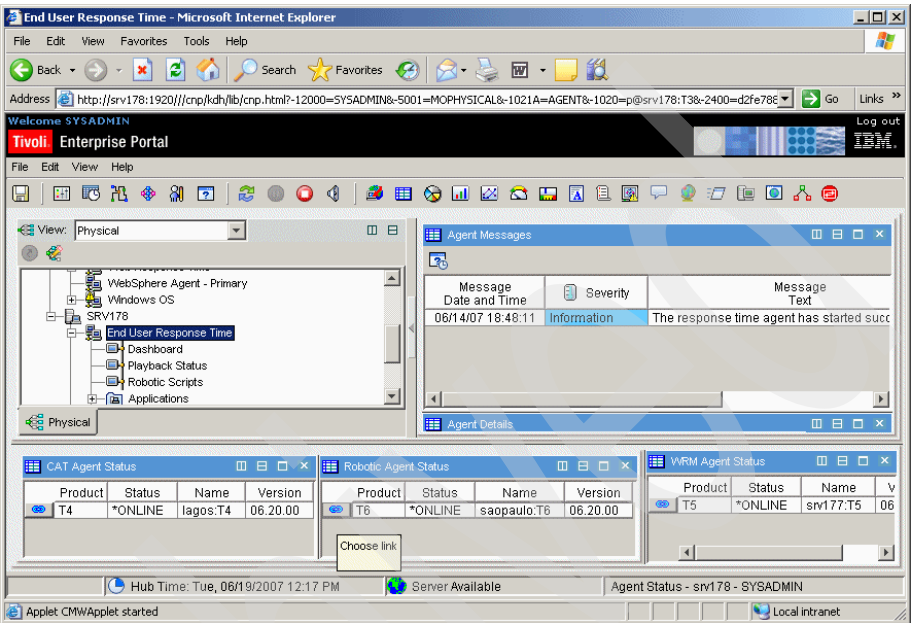 End User Response Time - Microsoft Internet Explorer
File Edit View Favorites Tools Help
Back Search Favorites
Address http://srv178:1920///cnp/kdh/lib/cnp.html?-12000=SYSADMIN&-5001=MOPHYSICAL&-1021A=AGENT&-1020=p@srv178:T3&-2400=d2fe788 Go Links »
Welcome SYSADMIN Log out
Tivoli. Enterprise Portal IBM.
File Edit View Help
View: Physical
WebSphere Agent - Primary
Windows OS
SRV178
End User Response Time
Dashboard
Playback Status
Robotic Scripts
Applications
Physical
Agent Messages
Message Date and Time Severity Message Text
06/14/07 18:48:11 Information The response time agent has started succ
Agent Details
CAT Agent Status
Product Status Name Version
T4 *ONLINE lagos:T4 06.20.00
Robotic Agent Status
Product Status Name Version
T6 *ONLINE saopaulo:T6 06.20.00
Choose link
WRM Agent Status
Product Status Name V
T5 *ONLINE srv177:T5 06
Hub Time: Tue, 06/19/2007 12:17 PM Server Available Agent Status - srv178 - SYSADMIN
Applet CMWApplet started Local intranet